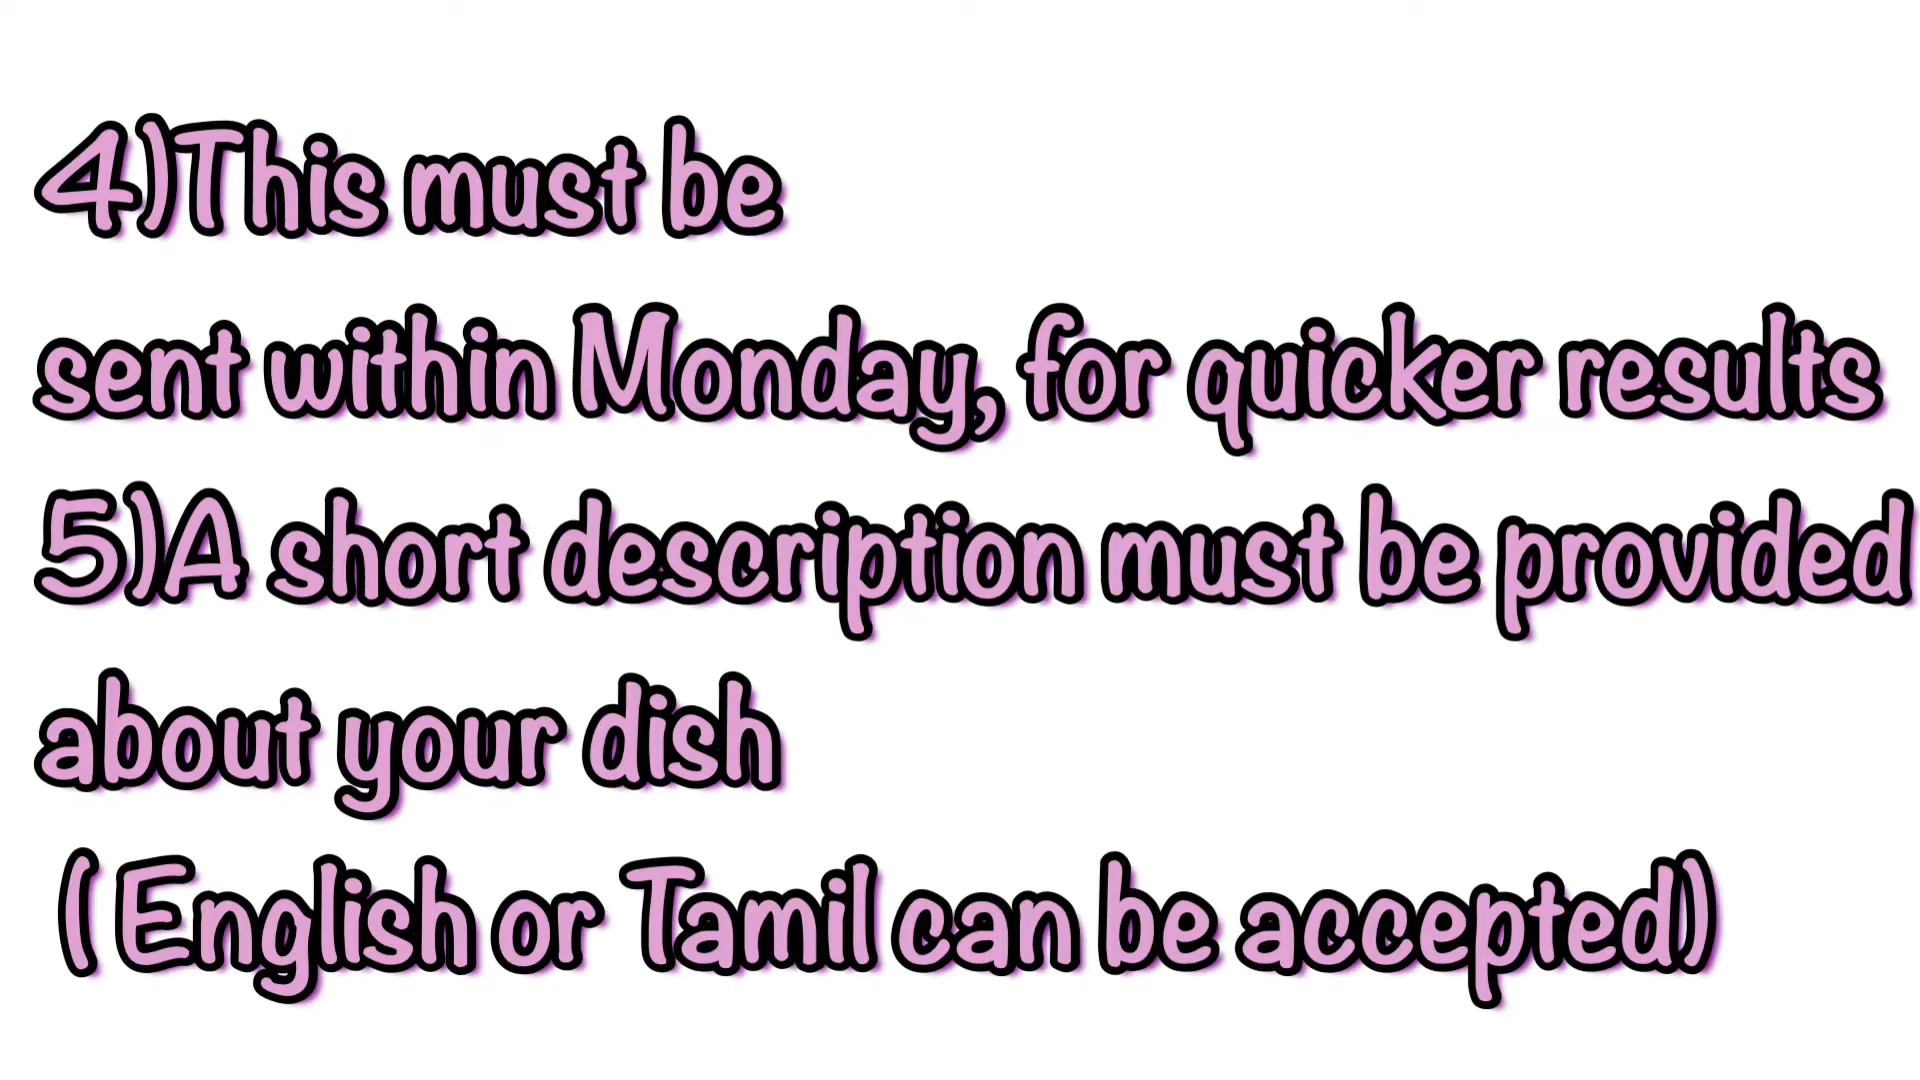 4)This must be
sent within Monday, for quicker results
5)A short description must be provided
about your dish
( English or Tamil can be accepted)